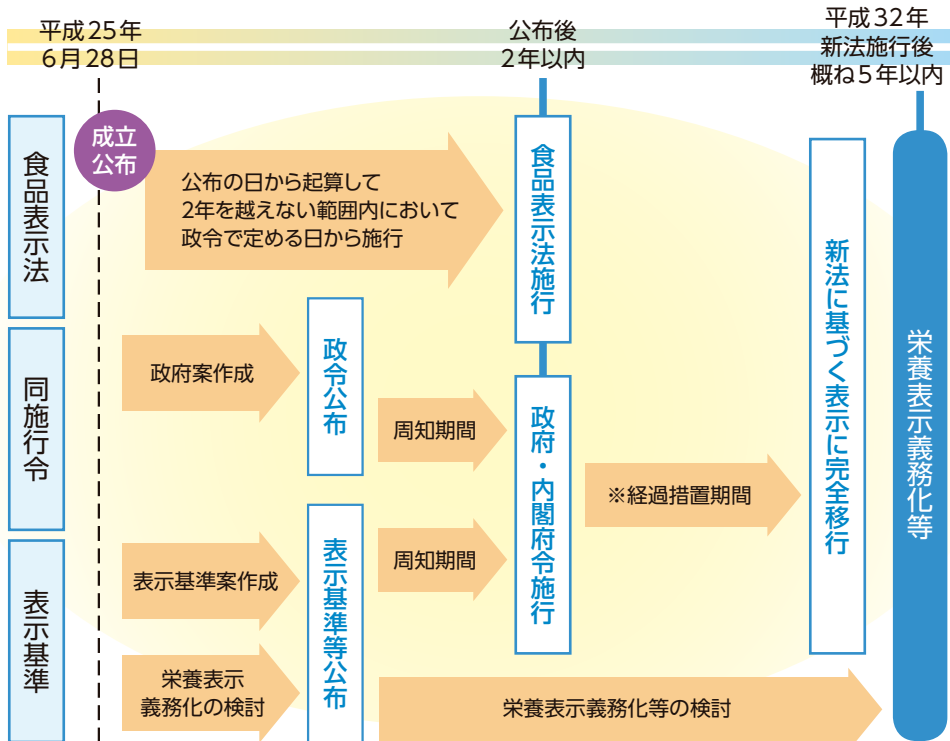 平成25年
6月28日
公布後
2年以内
平成32年
新法施行後
概ね5年以内
食品表示法
成立
公布
公布の日から起算して
2年を越えない範囲内において
政令で定める日から施行
食品表示法施行
同施行令
政府案作成
政令公布
周知期間
政府・内閣府令施行
※経過措置期間
新法に基づく表示に完全移行
栄養表示義務化等
表示基準
表示基準案作成
表示基準等公布
周知期間
栄養表示
義務化の検討
栄養表示義務化等の検討